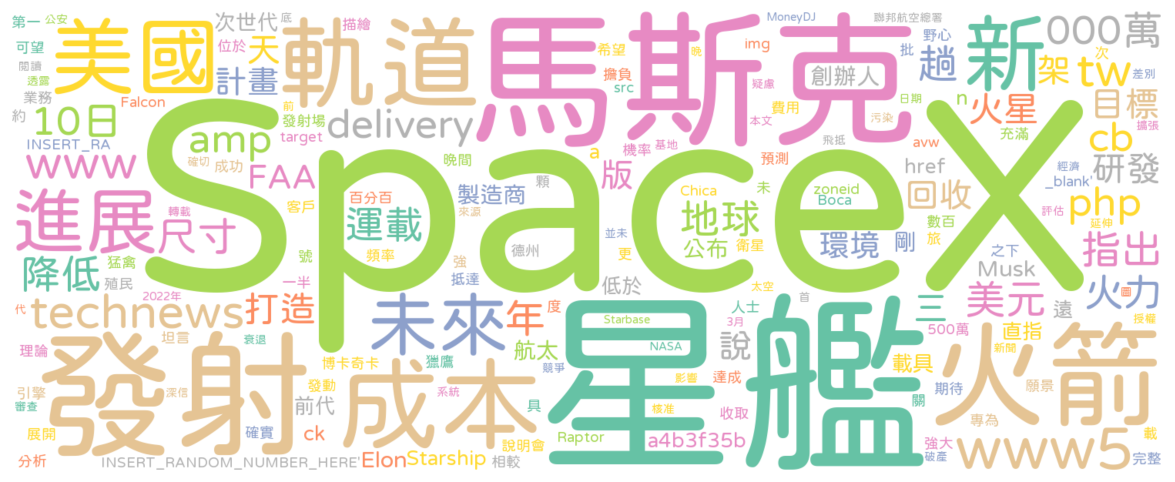 第一 公安 底 次世代 描繪 MoneyDJ 聯邦航空總署
可望 美國 位於 天 軌道 希望 晚 馬斯克 img 批 野心 新 000萬
閱讀 透露 計畫 擴負 src 疑慮 創辦人 趟 架 次 tw 差別
業務 約 Falcon 前 費用 本文 日期 n 火星 目標
10日 發射場 amp target delivery 污染 充滿 cb 擴張
INSERT_RA 確切 成功 晚間 a 機率 基地 飛抵 avw 經濟
www FAA 顆 版 預測 href 研發 _blank'
SpaceX
進展 轉載 尺寸 百分百 製造商 Chica 未 zoneid 回收 php
客戶 運載 來源 地球 Boca 數百 評估 延伸
降低 猛禽 號 頻率 德州 並未 公布 衛星 環境 剛 旅 之下 指出
殖民 一半 強 抵達 更 低於 太空 Musk 火力
代 2022年 technews 打造 未來 年 度 人士 首 三 美元 遠 圖
坦言 Starbase 3月 500萬 直指 授權
理論 衰退 博卡奇卡 獵鷹 航太 NASA 說 載具 新聞
發射 競爭 星艦 火箭
引擎 深信 發動 系統 成本 影響 達成 期待 願景
審查 前代 具 核准 收取 關 專為 載
展開 確實 ck 說明會 Raptor a4b3f35b 強大 www5
分析 INSERT_RANDOM_NUMBER_HERE' Elon Starship 相較 破產 完整